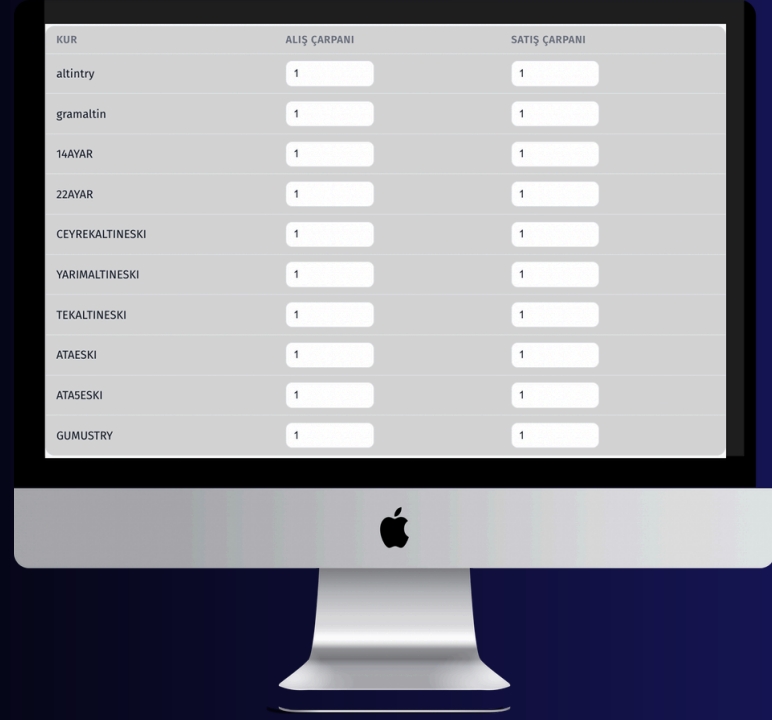 KUR ALIŞ ÇARPANI SATIŞ ÇARPANI
altintry 1 1
gramaltin 1 1
14AYAR 1 1
22AYAR 1 1
CEYREKALTINESKI 1 1
YARIMALTINESKI 1 1
TEKALTINESKI 1 1
ATAESKI 1 1
ATA5ESKI 1 1
GUMUSTRY 1 1